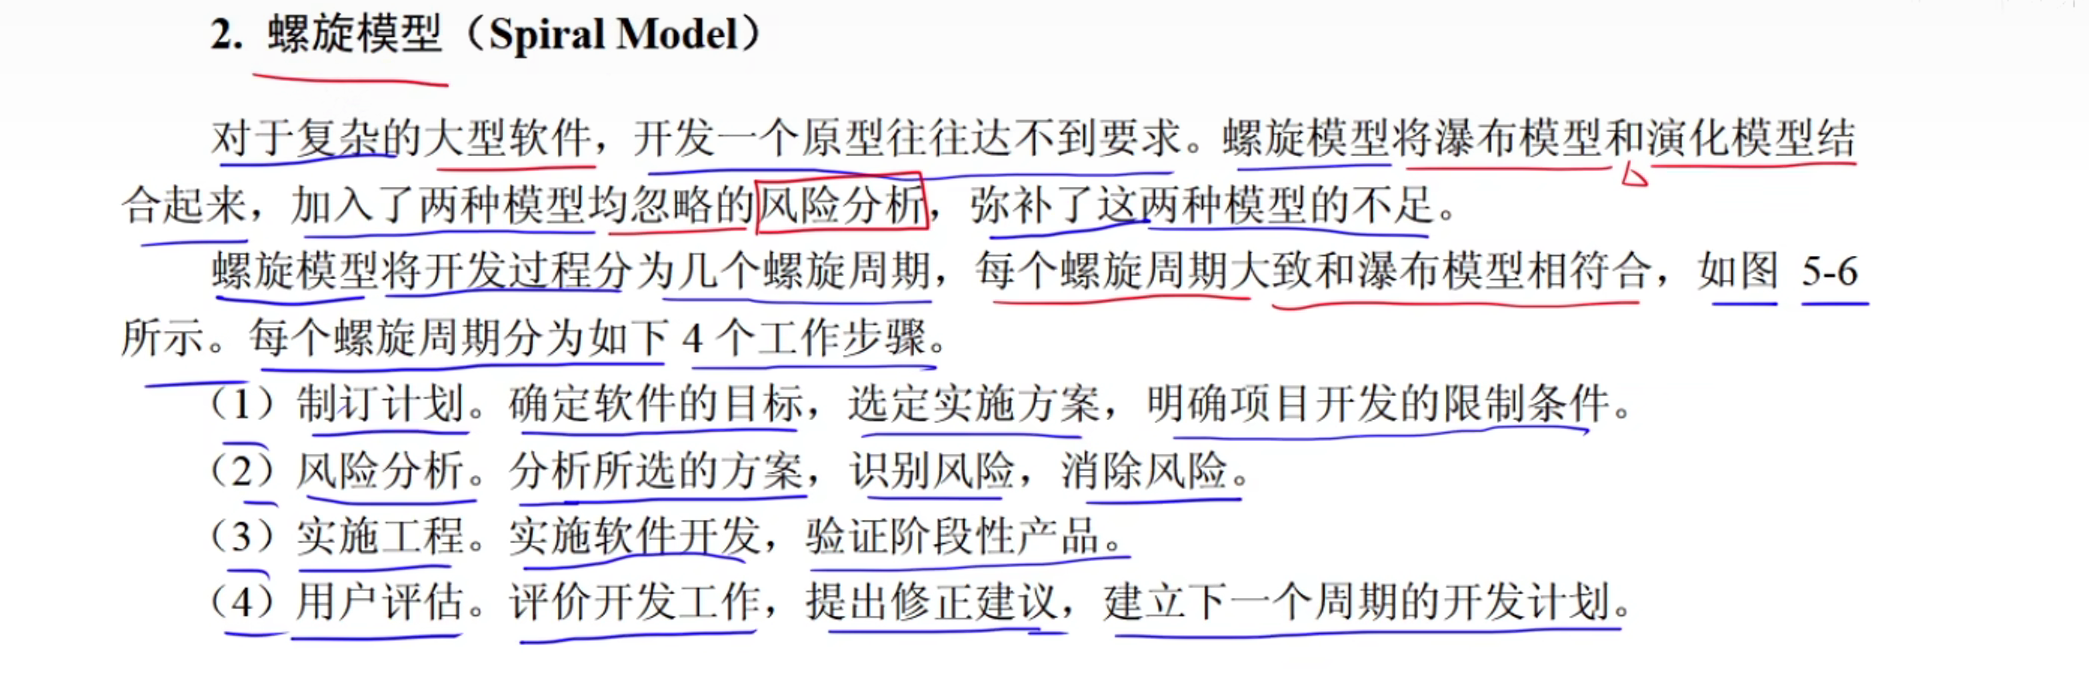 2. 螺旋模型（Spiral Model）
对于复杂的大型软件，开发一个原型往往达不到要求。螺旋模型将瀑布模型和演化模型结
合起来，加入了两种模型均忽略的风险分析，弥补了这两种模型的不足。
螺旋模型将开发过程分为几个螺旋周期，每个螺旋周期大致和瀑布模型相符合，如图 5-6
所示。每个螺旋周期分为如下 4 个工作步骤。
（1）制订计划。确定软件的目标，选定实施方案，明确项目开发的限制条件。
（2）风险分析。分析所选的方案，识别风险，消除风险。
（3）实施工程。实施软件开发，验证阶段性产品。
（4）用户评估。评价开发工作，提出修正建议，建立下一个周期的开发计划。